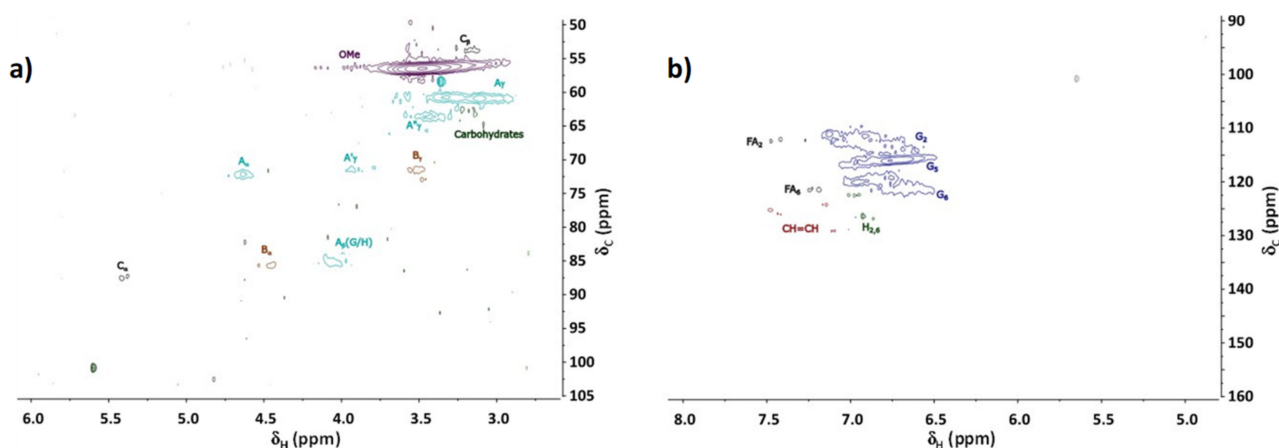 a)
OMe
Cβ
Aγ
A''γ
Carbohydrates
Aα
A'γ
Bγ
Aβ(G/H)
Bα
Cα
50
55
60
65
70
75
80
85
90
95
100
105
δC (ppm)
6.0 5.5 5.0 4.5 4.0 3.5 3.0
δH (ppm)
b)
FA2
G2
G5
FA6
G6
CH=CH
H2,6
90
100
110
120
130
140
150
160
δC (ppm)
8.0 7.5 7.0 6.5 6.0 5.5 5.0
δH (ppm)